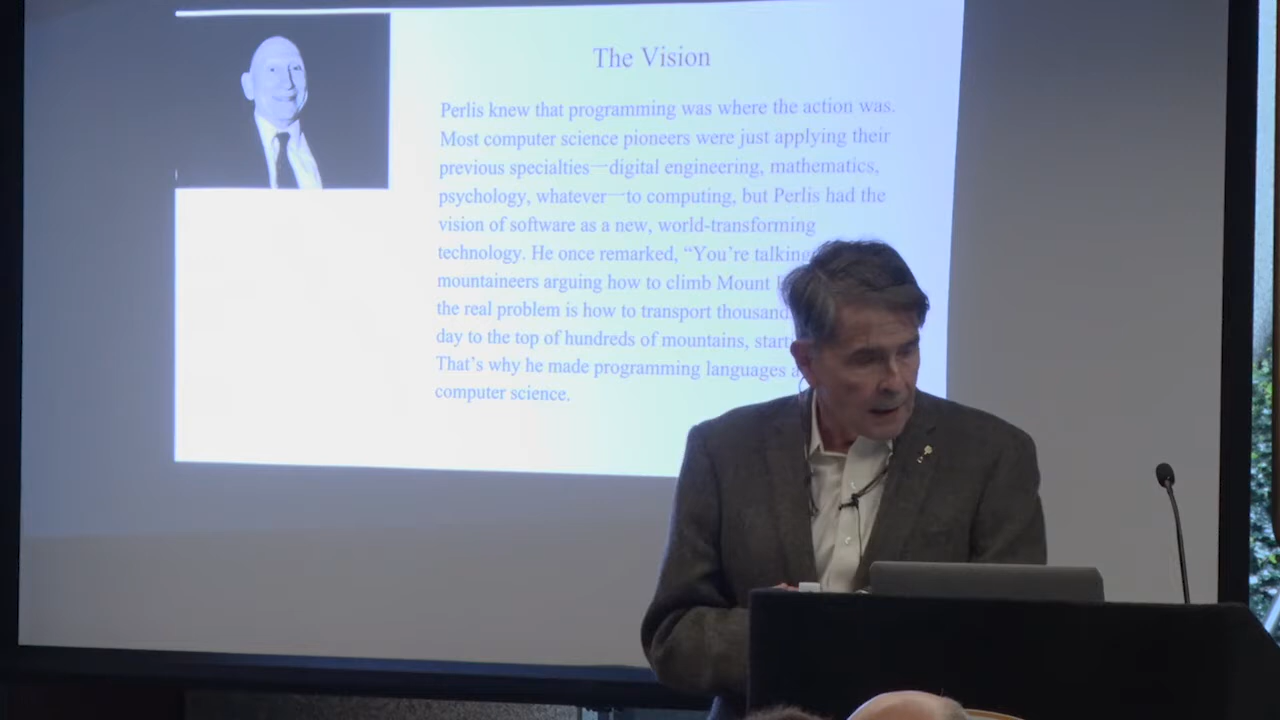 The Vision
Perlis knew that programming was where the action was.
Most computer science pioneers were just applying their
previous specialties—digital engineering, mathematics,
psychology, whatever—to computing, but Perlis had the
vision of software as a new, world-transforming
technology. He once remarked, “You’re talking
mountaineers arguing how to climb Mount
the real problem is how to transport
day to the top of hundreds of mountains,
That’s why he made programming languages
computer science.